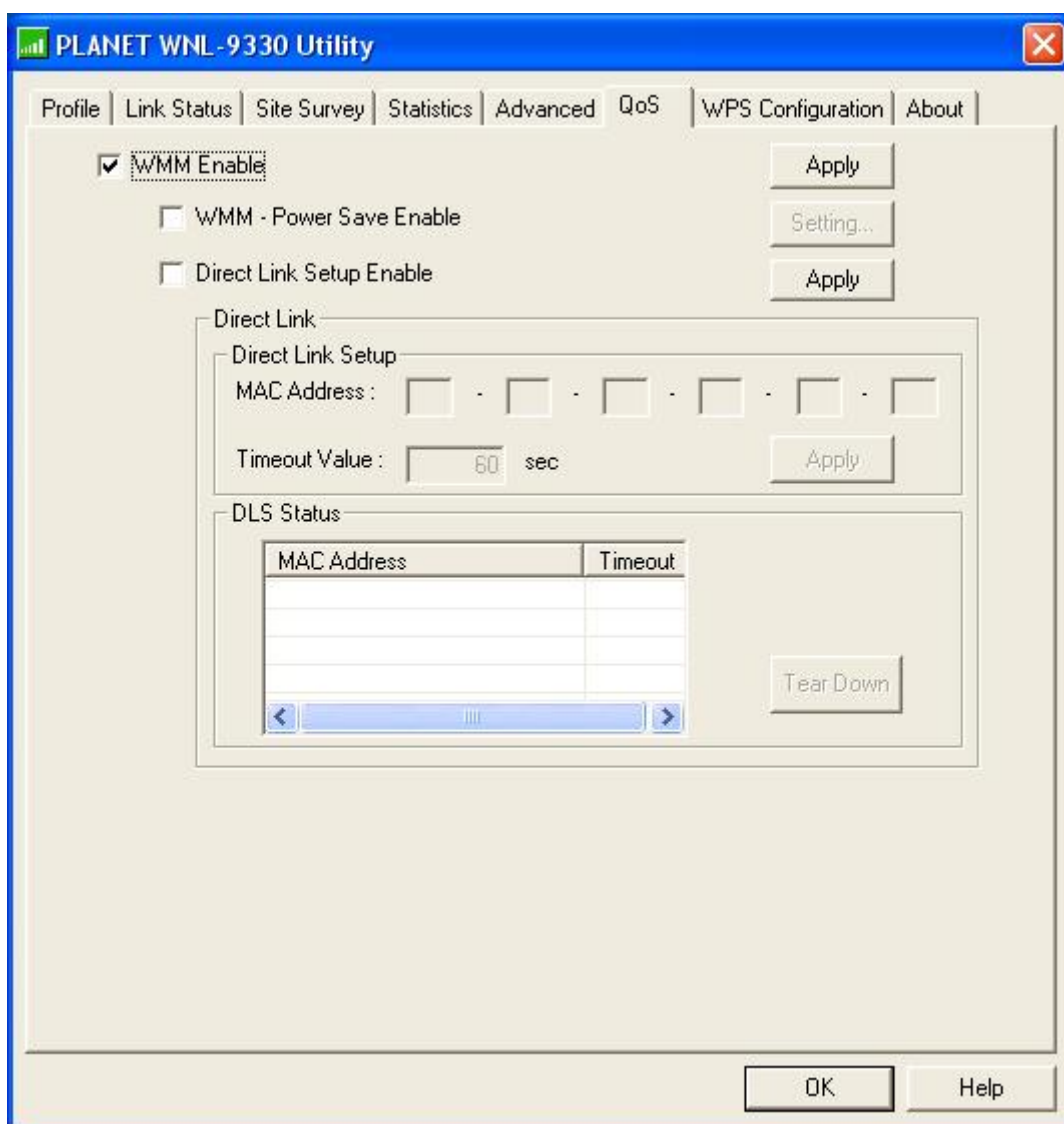 PLANET WNL-9330 Utility
Profile Link Status Site Survey Statistics Advanced QoS WPS Configuration About
WMM Enable Apply
WMM - Power Save Enable Setting...
Direct Link Setup Enable Apply
Direct Link
Direct Link Setup
MAC Address : - - - - -
Timeout Value : 60 sec Apply
DLS Status
MAC Address Timeout
Tear Down
OK Help